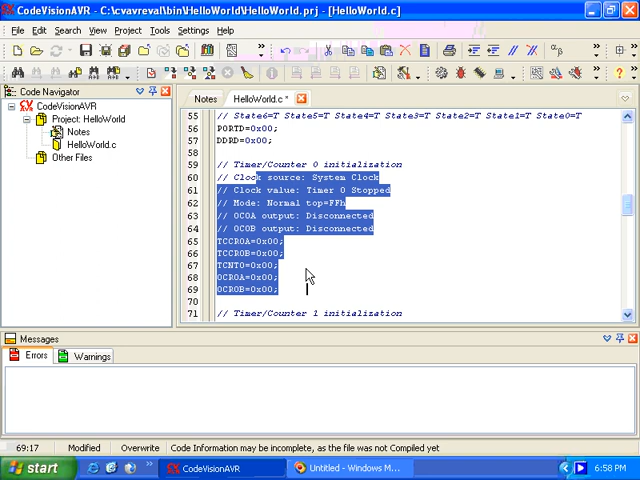 CodeVisionAVR - C:\cvavreval\bin\HelloWorld\HelloWorld.prj - [HelloWorld.c]
File Edit Search View Project Tools Settings Help
Code Navigator
CodeVisionAVR
Project: HelloWorld
Notes
HelloWorld.c
Other Files
Notes HelloWorld.c *
55 // State6=T State5=T State4=T State3=T State2=T State1=T State0=T
56 PORTD=0x00;
57 DDRD=0x00;
58
59 // Timer/Counter 0 initialization
60 // Clock source: System Clock
61 // Clock value: Timer 0 Stopped
62 // Mode: Normal top=FFh
63 // OC0A output: Disconnected
64 // OC0B output: Disconnected
65 TCCR0A=0x00;
66 TCCR0B=0x00;
67 TCNT0=0x00;
68 OCR0A=0x00;
69 OCR0B=0x00;
70
71 // Timer/Counter 1 initialization
Messages
Errors Warnings
69:17 Modified Overwrite Code Information may be incomplete, as the file was not Compiled yet
start CodeVisionAVR Untitled - Windows M... 6:58 PM